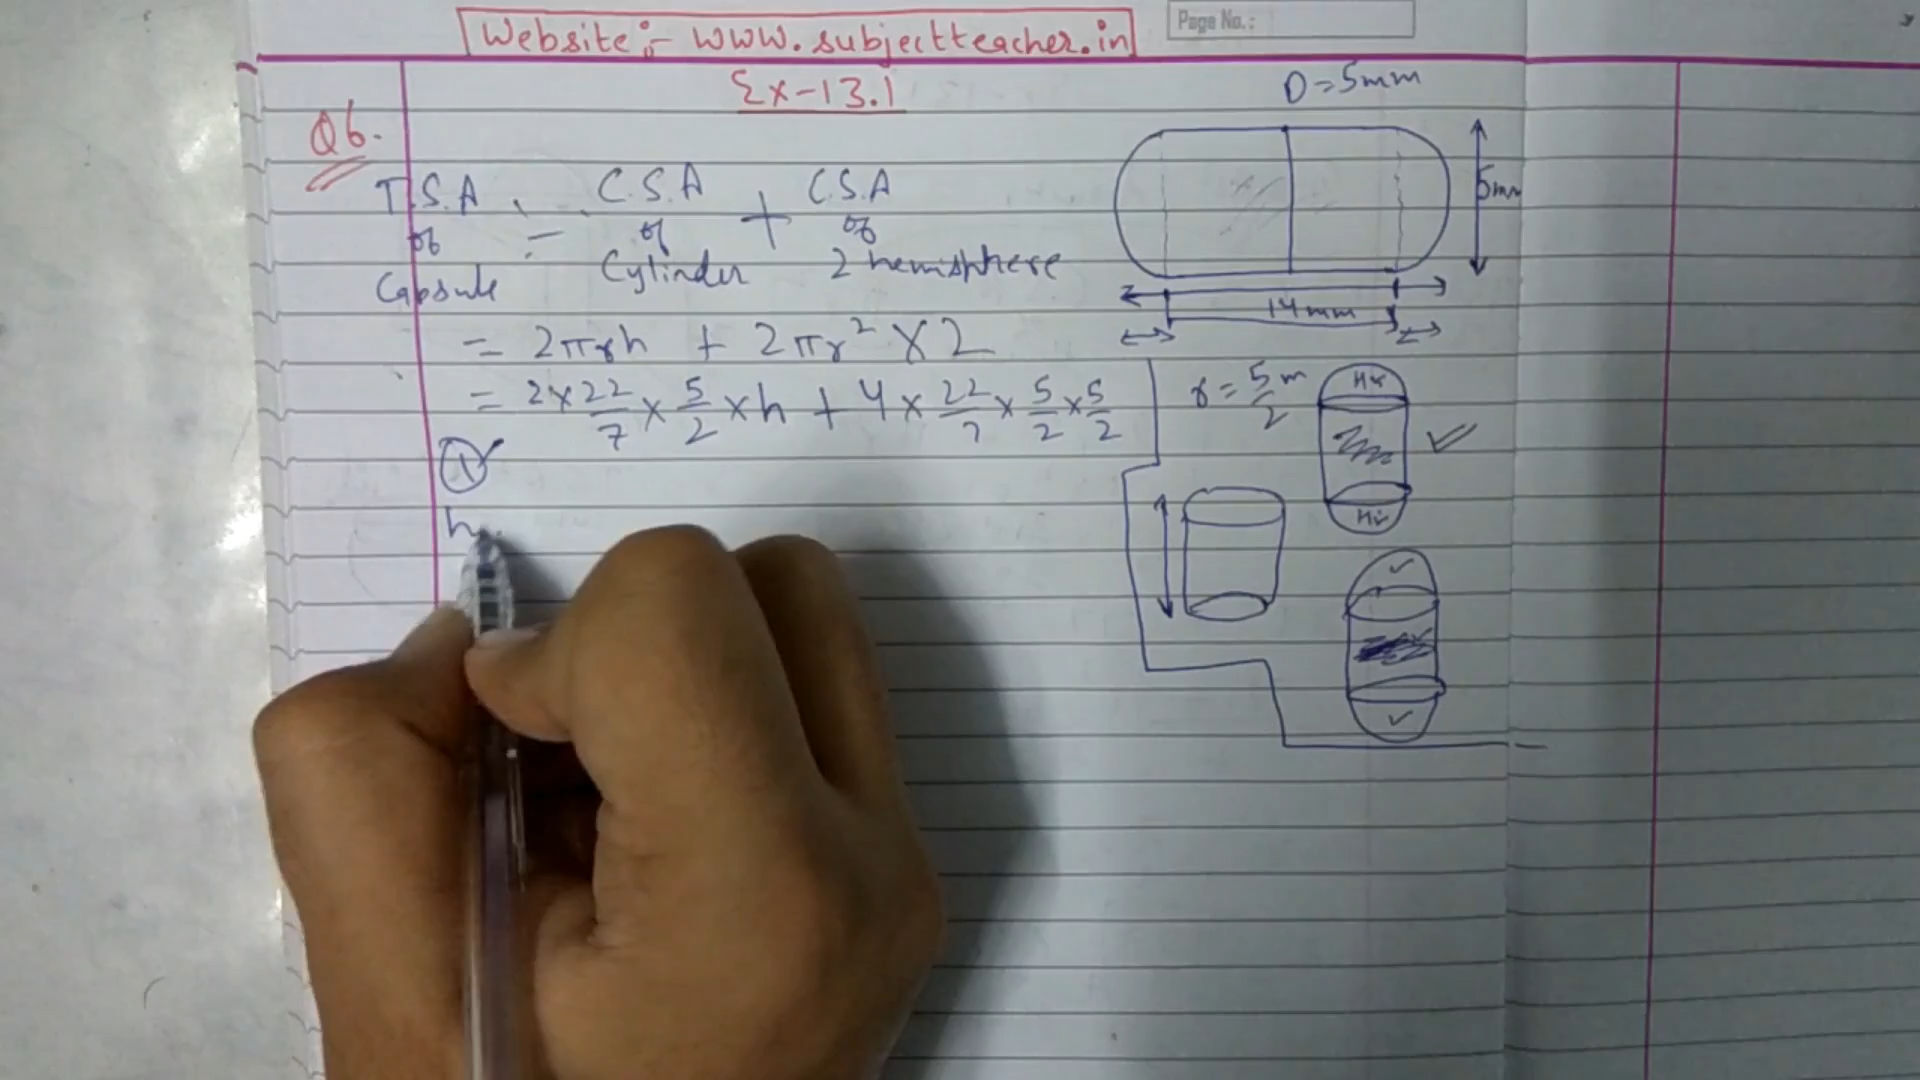 Website:- www.subjectteacher.in
Page No.:
Ex-13.1
D=5mm
Q6.
T.S.A of Capsule = C.S.A of Cylinder + C.S.A of 2 hemisphere
5mm
14mm
= 2πrh + 2πr² × 2
= 2×22/7 × 5/2 × h + 4 × 22/7 × 5/2 × 5/2
r = 5/2 m
①
h